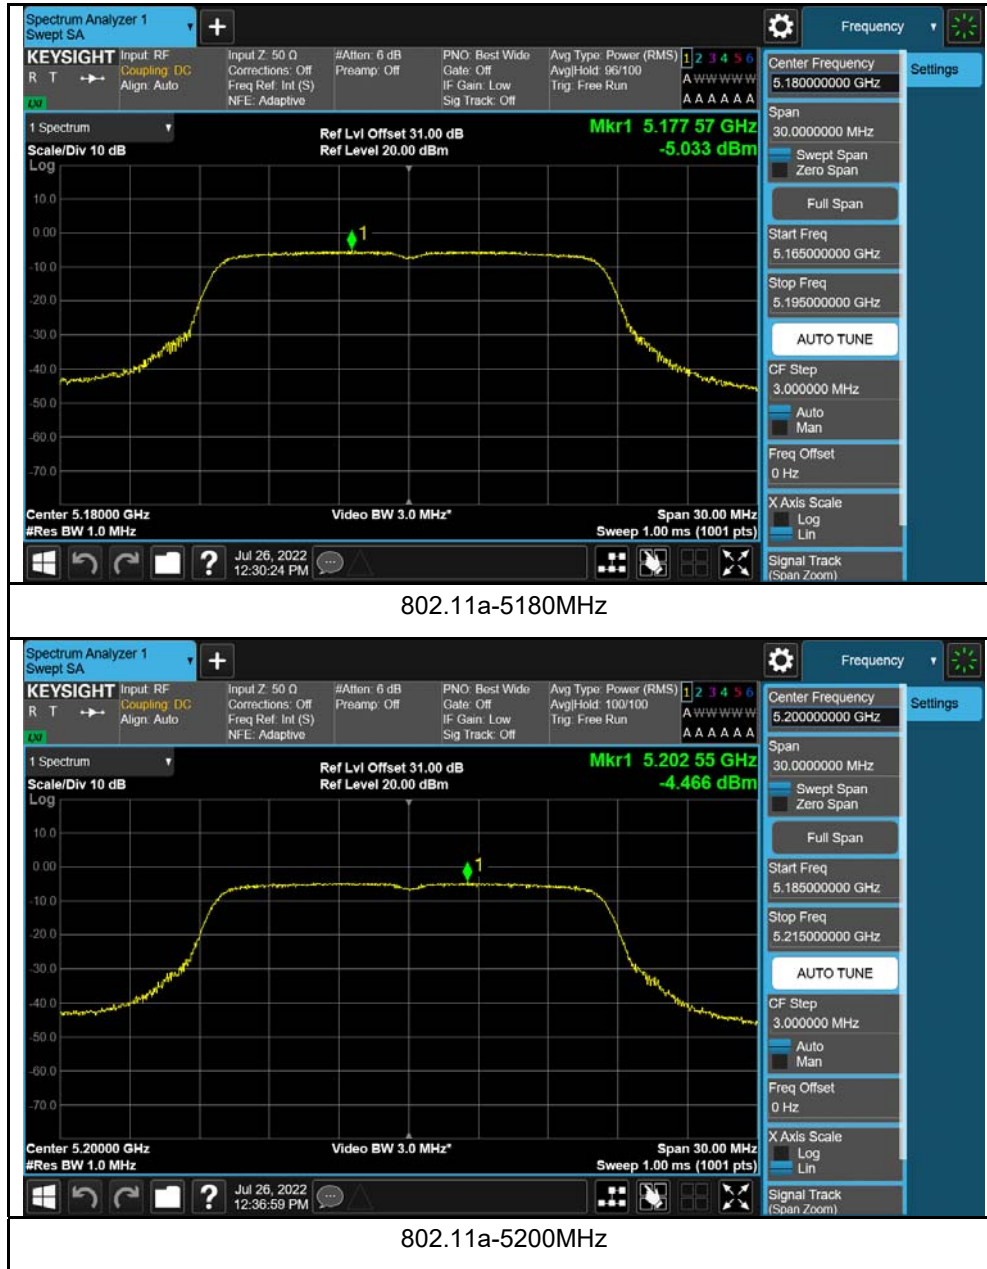 Spectrum Analyzer 1
Swept SA
+
Frequency
KEYSIGHT
R T
LXI
Input: RF
Coupling: DC
Align: Auto
Input Z: 50 Ω
Corrections: Off
Freq Ref: Int (S)
NFE: Adaptive
#Atten: 6 dB
Preamp: Off
PNO: Best Wide
Gate: Off
IF Gain: Low
Sig Track: Off
Avg Type: Power (RMS)
Avg|Hold: 96/100
Trig: Free Run
1 2 3 4 5 6
A W W W W W
A A A A A A
Center Frequency
5.180000000 GHz
Settings
Span
30.0000000 MHz
Swept Span
Zero Span
Full Span
Start Freq
5.165000000 GHz
Stop Freq
5.195000000 GHz
AUTO TUNE
CF Step
3.000000 MHz
Auto
Man
Freq Offset
0 Hz
X Axis Scale
Log
Lin
Signal Track
(Span Zoom)
1 Spectrum
Scale/Div 10 dB
Log
Ref Lvl Offset 31.00 dB
Ref Level 20.00 dBm
Mkr1 5.177 57 GHz
-5.033 dBm
10.0
0.00
-10.0
-20.0
-30.0
-40.0
-50.0
-60.0
-70.0
1
Center 5.18000 GHz
#Res BW 1.0 MHz
Video BW 3.0 MHz*
Span 30.00 MHz
Sweep 1.00 ms (1001 pts)
?
Jul 26, 2022
12:30:24 PM
802.11a-5180MHz
Spectrum Analyzer 1
Swept SA
+
Frequency
KEYSIGHT
R T
LXI
Input: RF
Coupling: DC
Align: Auto
Input Z: 50 Ω
Corrections: Off
Freq Ref: Int (S)
NFE: Adaptive
#Atten: 6 dB
Preamp: Off
PNO: Best Wide
Gate: Off
IF Gain: Low
Sig Track: Off
Avg Type: Power (RMS)
Avg|Hold: 100/100
Trig: Free Run
1 2 3 4 5 6
A W W W W W
A A A A A A
Center Frequency
5.200000000 GHz
Settings
Span
30.0000000 MHz
Swept Span
Zero Span
Full Span
Start Freq
5.185000000 GHz
Stop Freq
5.215000000 GHz
AUTO TUNE
CF Step
3.000000 MHz
Auto
Man
Freq Offset
0 Hz
X Axis Scale
Log
Lin
Signal Track
(Span Zoom)
1 Spectrum
Scale/Div 10 dB
Log
Ref Lvl Offset 31.00 dB
Ref Level 20.00 dBm
Mkr1 5.202 55 GHz
-4.466 dBm
10.0
0.00
-10.0
-20.0
-30.0
-40.0
-50.0
-60.0
-70.0
1
Center 5.20000 GHz
#Res BW 1.0 MHz
Video BW 3.0 MHz*
Span 30.00 MHz
Sweep 1.00 ms (1001 pts)
?
Jul 26, 2022
12:36:59 PM
802.11a-5200MHz